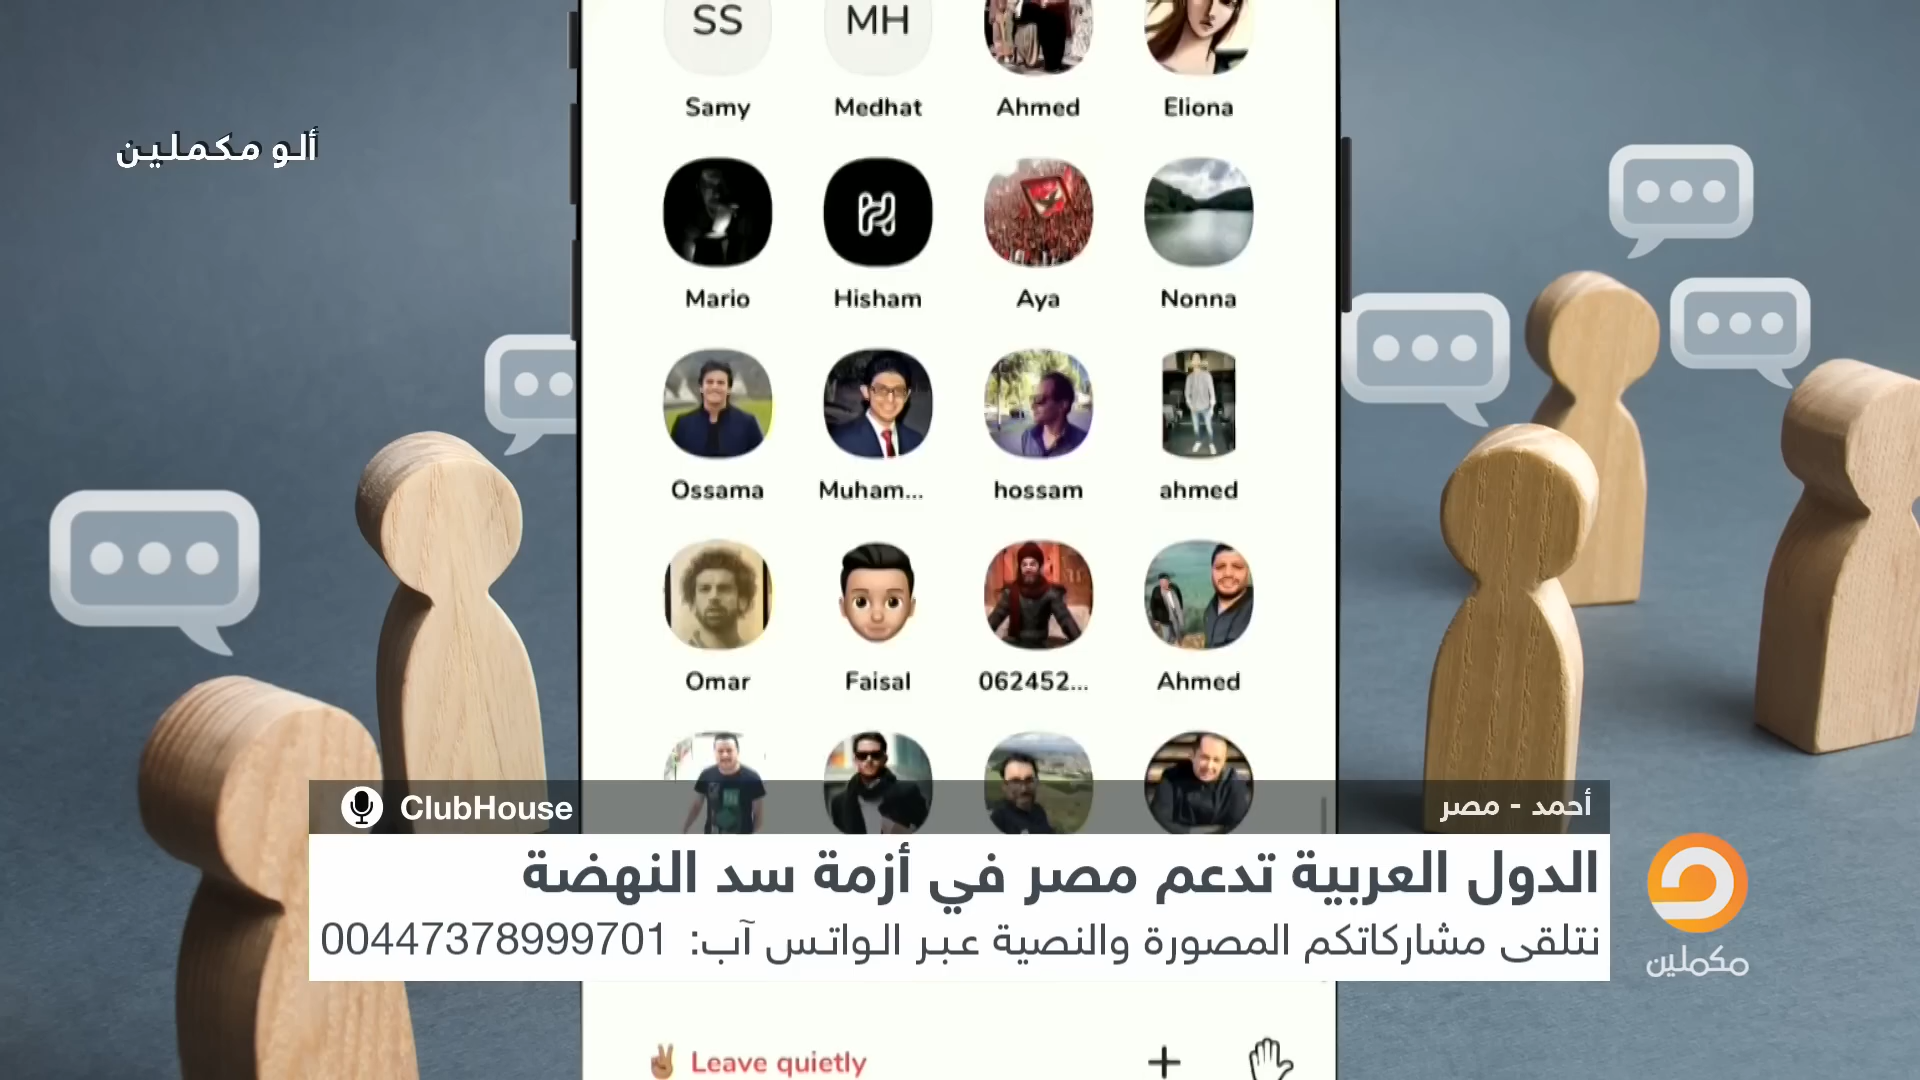 SS MH
Samy Medhat Ahmed Eliona
ألو مكملين
Mario Hisham Aya Nonna
Ossama Muham... hossam ahmed
Omar Faisal 062452... Ahmed
ClubHouse
أحمد - مصر
الدول العربية تدعم مصر في أزمة سد النهضة
نتلقى مشاركاتكم المصورة والنصية عبر الواتس آب: 00447378999701
مكملين
Leave quietly